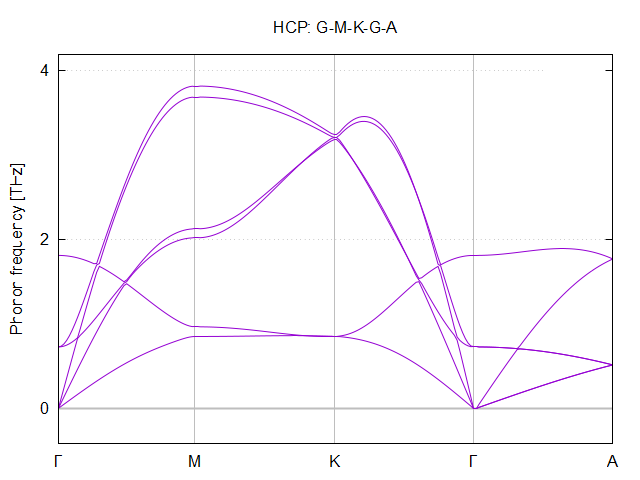 HCP: G-M-K-G-A
4
2
0
Phonon frequency [THz]
Γ M K Γ A